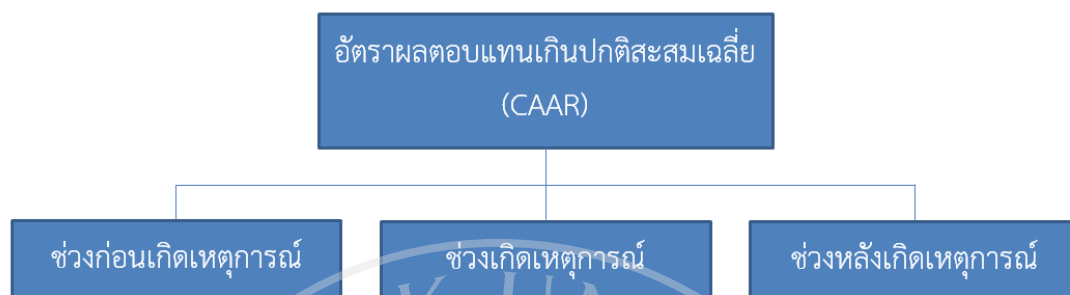 อัตราผลตอบแทนเกินปกติสะสมเฉลี่ย
(CAAR)
ช่วงก่อนเกิดเหตุการณ์
ช่วงเกิดเหตุการณ์
ช่วงหลังเกิดเหตุการณ์